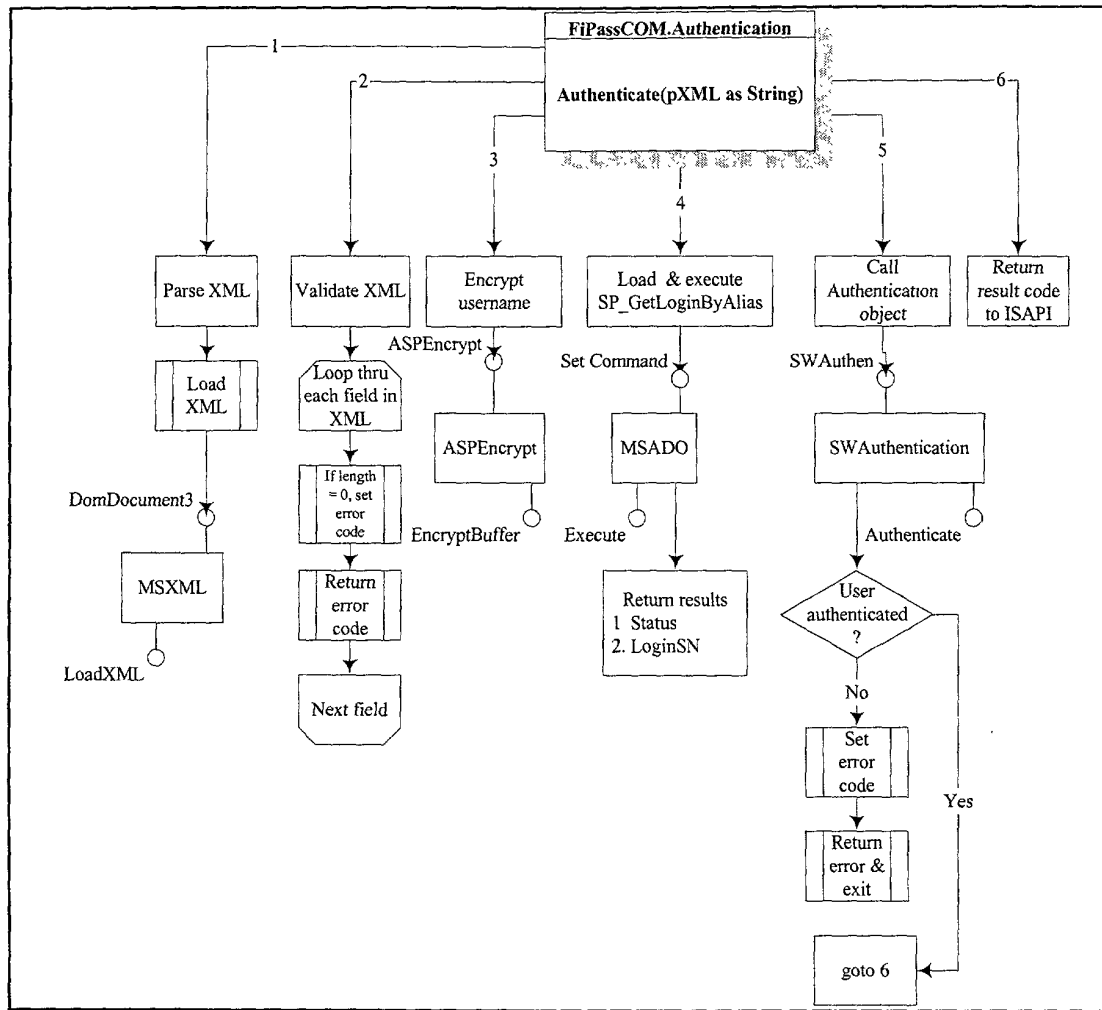 FiPassCOM.Authentication
Authenticate(pXML as String)
1
2
3
4
5
6
Parse XML
Load
XML
DomDocument3
MSXML
LoadXML
Validate XML
Loop thru
each field in
XML
If length
= 0, set
error
code
Return
error
code
Next field
Encrypt
username
ASPEncrypt
ASPEncrypt
EncryptBuffer
Load & execute
SP_GetLoginByAlias
Set Command
MSADO
Execute
Return results
1 Status
2. LoginSN
Call
Authentication
object
SWAuthen
SWAuthentication
Authenticate
User
authenticated
?
No
Set
error
code
Return
error &
exit
Yes
goto 6
Return
result code
to ISAPI